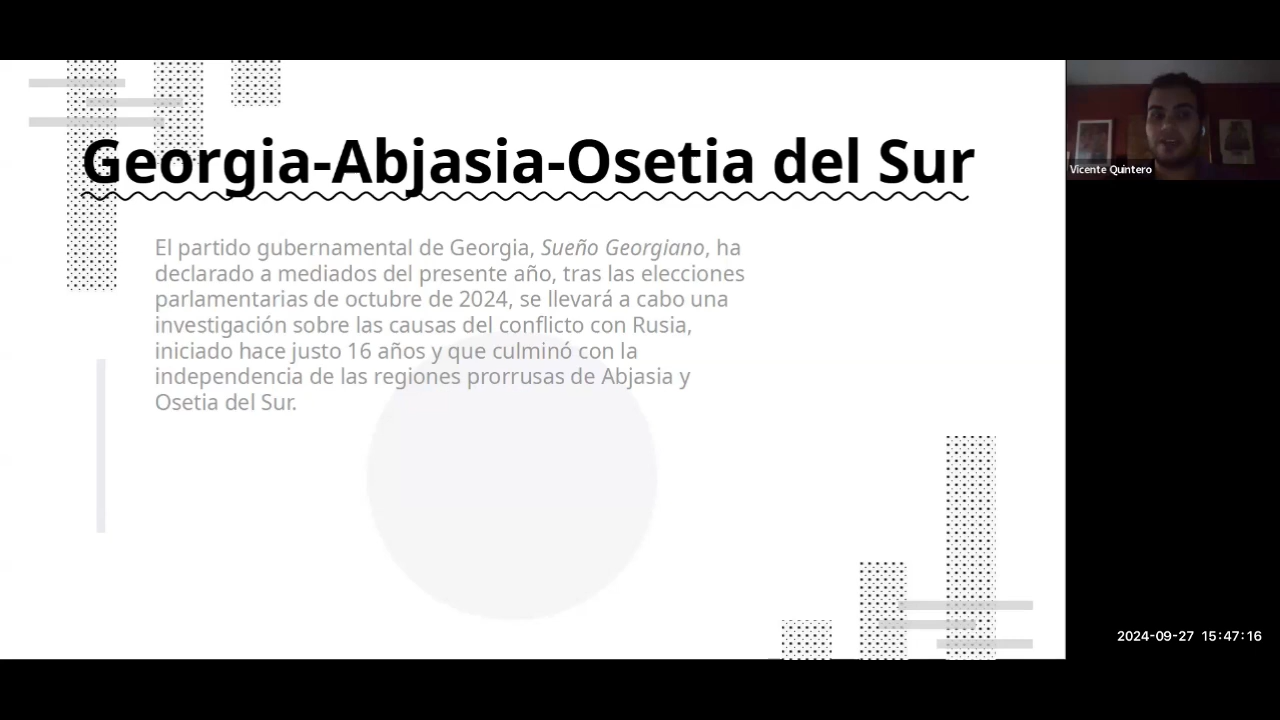 Georgia-Abjasia-Osetia del Sur
El partido gubernamental de Georgia, Sueño Georgiano, ha
declarado a mediados del presente año, tras las elecciones
parlamentarias de octubre de 2024, se llevará a cabo una
investigación sobre las causas del conflicto con Rusia,
iniciado hace justo 16 años y que culminó con la
independencia de las regiones prorrusas de Abjasia y
Osetia del Sur.
Vicente Quintero
2024-09-27 15:47:16